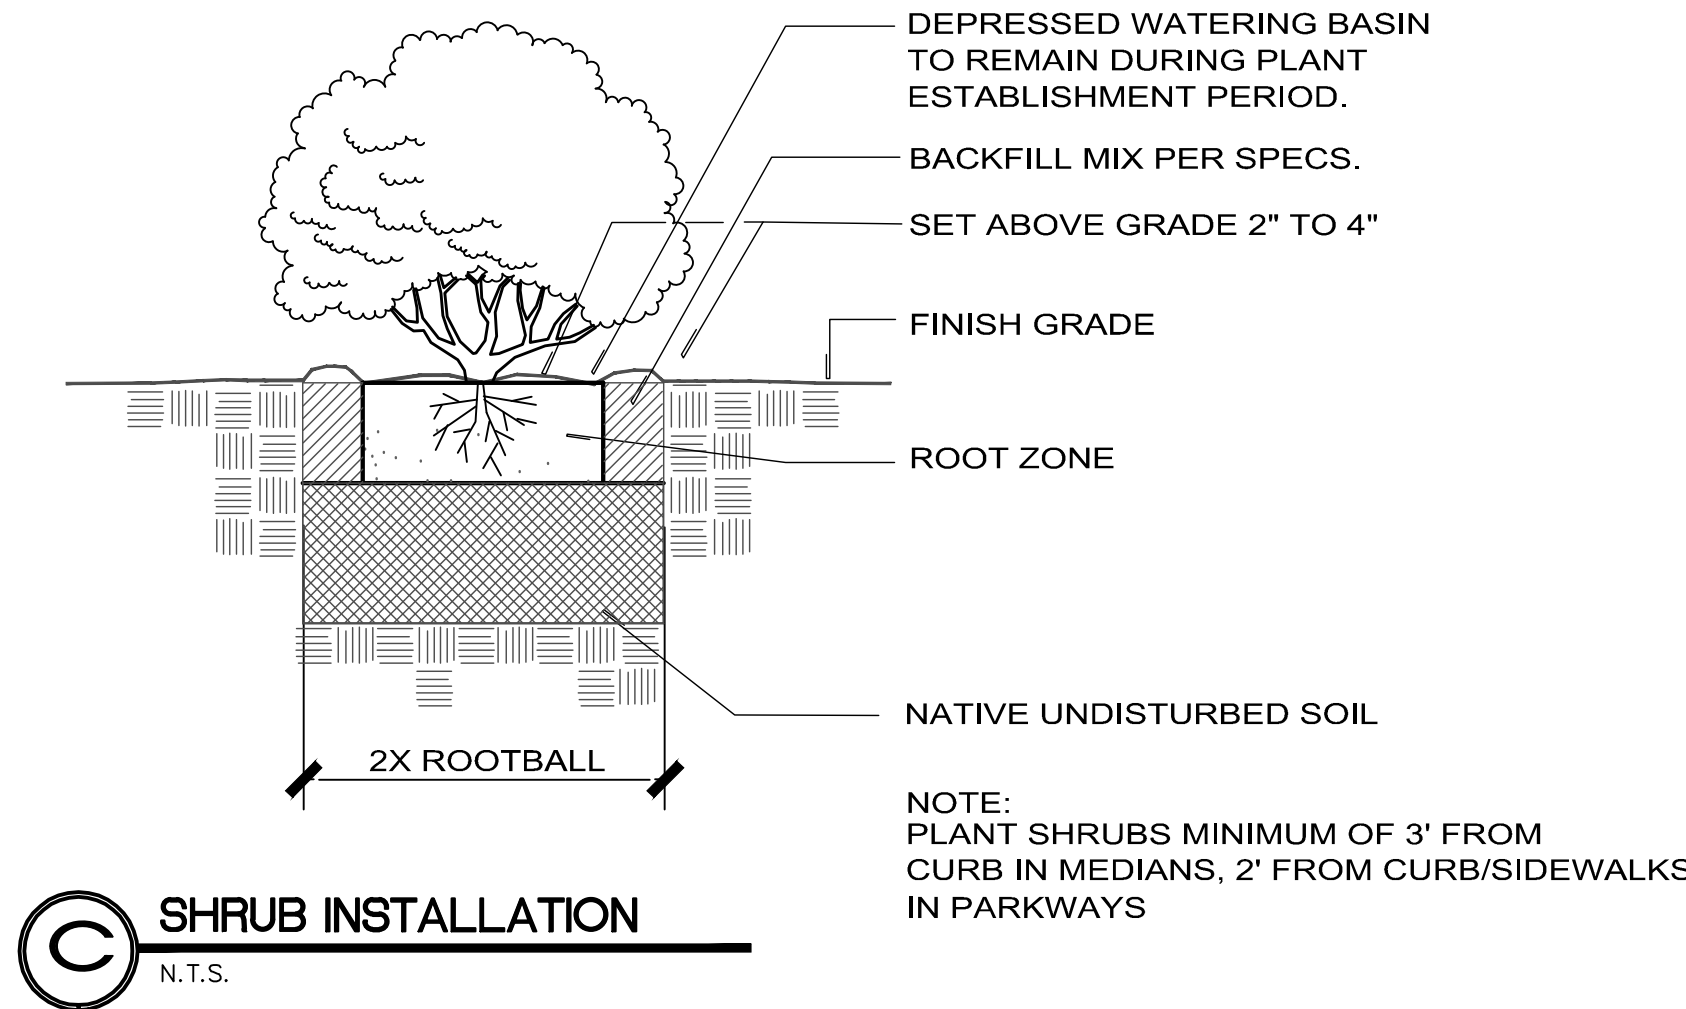 DEPRESSED WATERING BASIN
TO REMAIN DURING PLANT
ESTABLISHMENT PERIOD.
BACKFILL MIX PER SPECS.
SET ABOVE GRADE 2" TO 4"
FINISH GRADE
ROOT ZONE
NATIVE UNDISTURBED SOIL
2X ROOTBALL
NOTE:
PLANT SHRUBS MINIMUM OF 3' FROM
CURB IN MEDIANS, 2' FROM CURB/SIDEWALKS
IN PARKWAYS
C
SHRUB INSTALLATION
N.T.S.